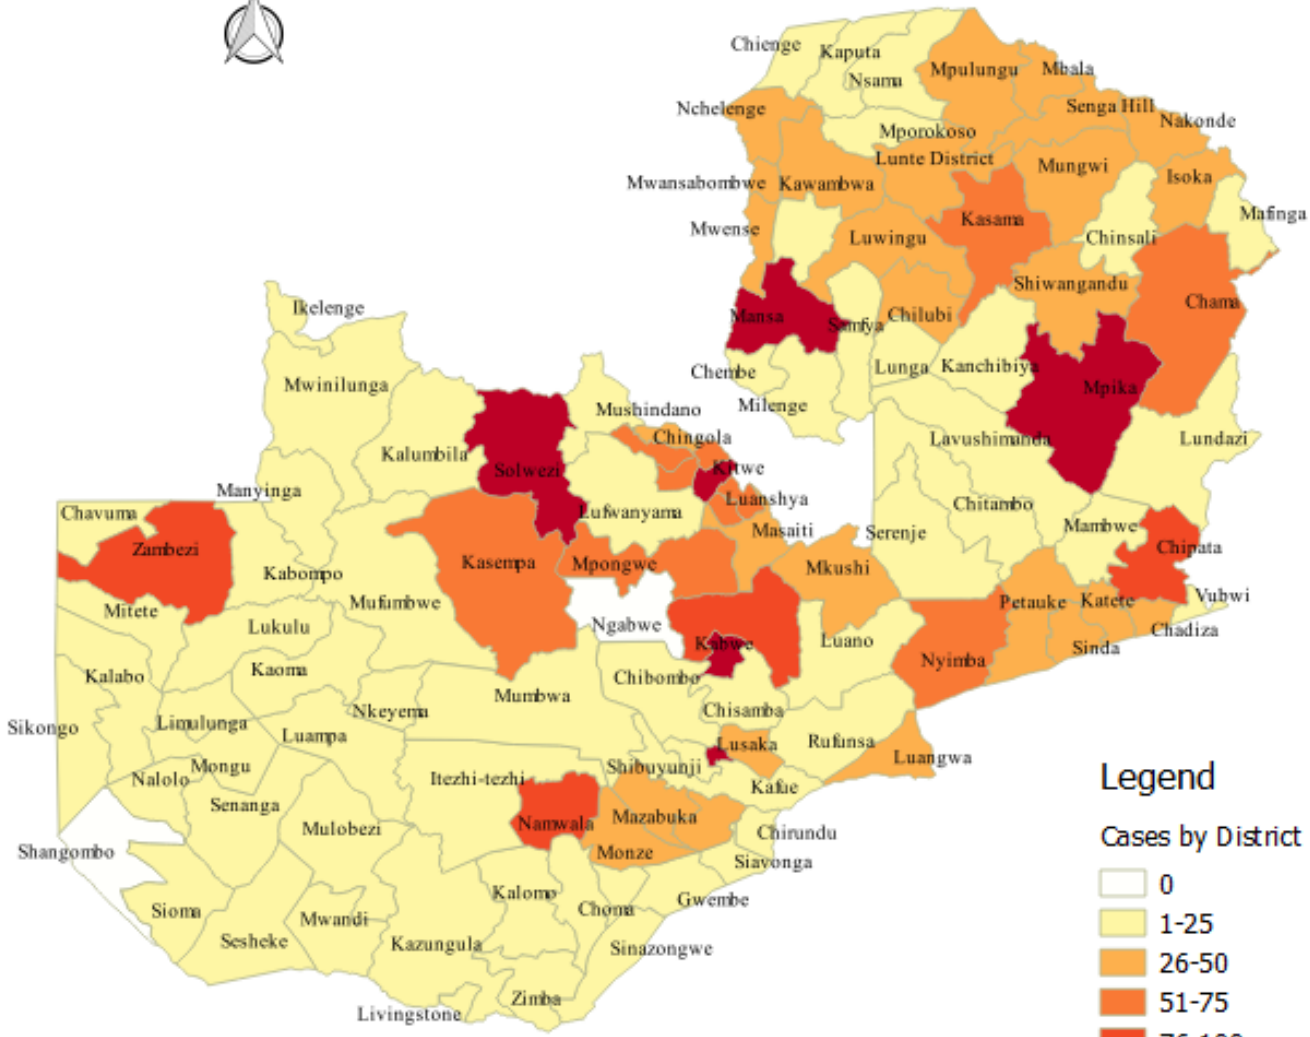 Chienge
Kaputa
Nsama
Mpulungu
Mbala
Nchelenge
Senga Hill
Nakonde
Mporokoso
Lunte District
Mungwi
Isoka
Mwansabombwe
Kawambwa
Mafinga
Mwense
Luwingu
Kasama
Chinsali
Shiwangandu
Chama
Ikelenge
Mansa
Samfya
Chilubi
Chembe
Lunga
Kanchibiya
Mpika
Mwinilunga
Milenge
Mushindano
Chingola
Lavushimanda
Lundazi
Kalumbila
Solwezi
Kitwe
Manyinga
Luanshya
Chitambo
Chavuma
Lufwanyama
Masaiti
Serenje
Mambwe
Zambezi
Kasempa
Mpongwe
Mkushi
Chipata
Kabompo
Mufumbwe
Petauke
Katete
Vubwi
Mitete
Lukulu
Ngabwe
Kabwe
Luano
Chadiza
Sinda
Nyimba
Kalabo
Kaoma
Chibombo
Mumbwa
Nkeyema
Chisamba
Sikongo
Limulunga
Luampa
Lusaka
Rufunsa
Luangwa
Nalolo
Mongu
Itezhi-tezhi
Shibuyunji
Kafue
Legend
Senanga
Mulobezi
Namwala
Mazabuka
Chirundu
Cases by District
Shangombo
Monze
Siavonga
0
Sioma
Mwandi
Kalomo
Choma
Gwembe
1-25
Sesheke
Kazungula
Sinazongwe
26-50
Livingstone
Zimba
51-75